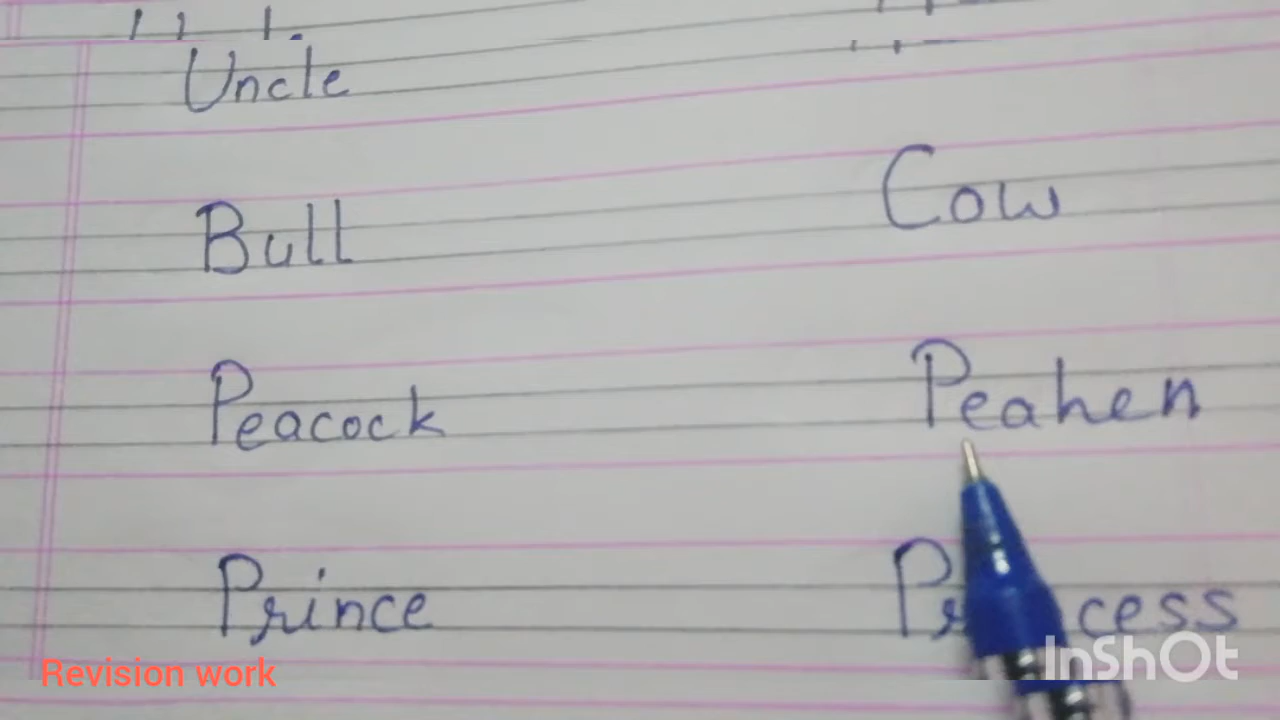 Uncle
Bull Cow
Peacock Peahen
Prince
Revision work
InShOt